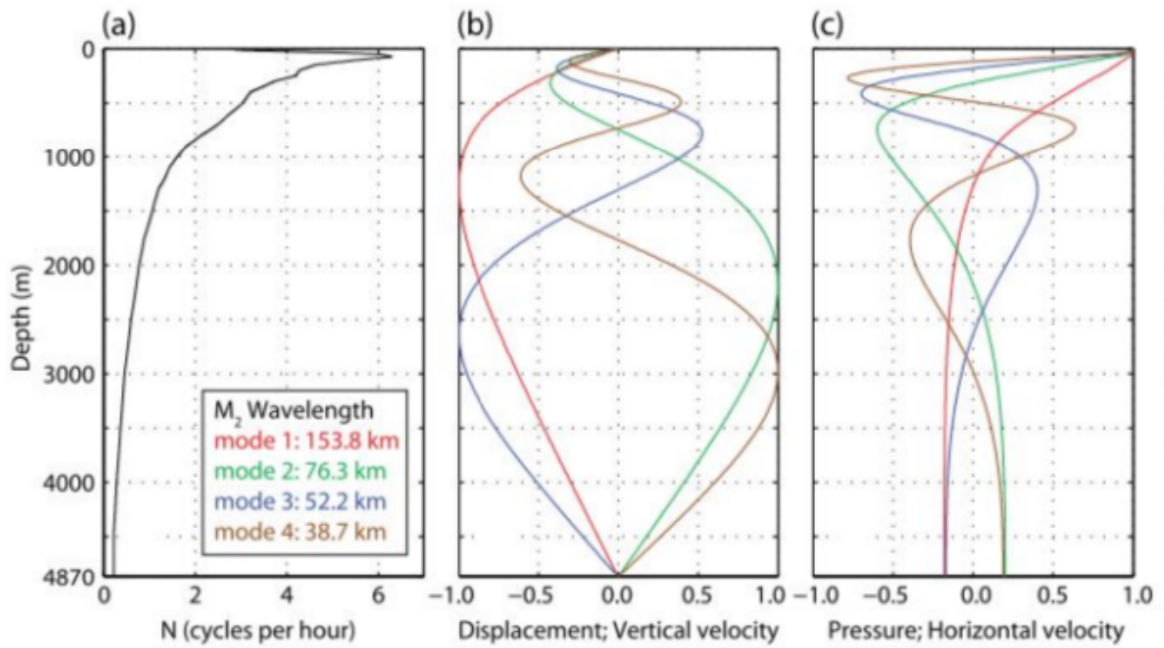 (a)
(b)
(c)
0
1000
2000
3000
4000
4870
Depth (m)
M2 Wavelength
mode 1: 153.8 km
mode 2: 76.3 km
mode 3: 52.2 km
mode 4: 38.7 km
0 2 4 6
−1.0 −0.5 0.0 0.5 1.0
−1.0 −0.5 0.0 0.5 1.0
N (cycles per hour)
Displacement; Vertical velocity
Pressure; Horizontal velocity